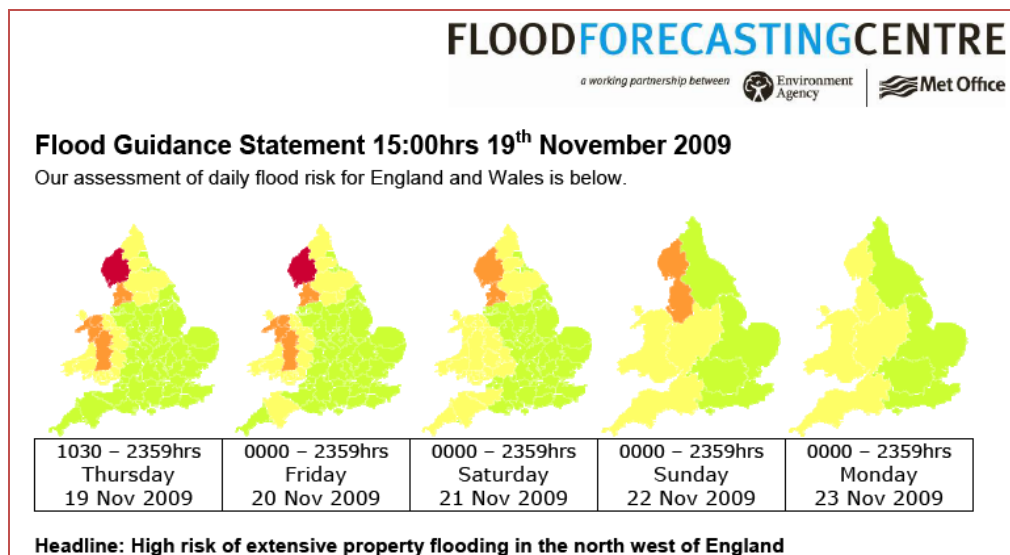 FLOODFORECASTINGCENTRE
a working partnership between Environment Agency Met Office
Flood Guidance Statement 15:00hrs 19th November 2009
Our assessment of daily flood risk for England and Wales is below.
1030 – 2359hrs Thursday 19 Nov 2009
0000 – 2359hrs Friday 20 Nov 2009
0000 – 2359hrs Saturday 21 Nov 2009
0000 – 2359hrs Sunday 22 Nov 2009
0000 – 2359hrs Monday 23 Nov 2009
Headline: High risk of extensive property flooding in the north west of England